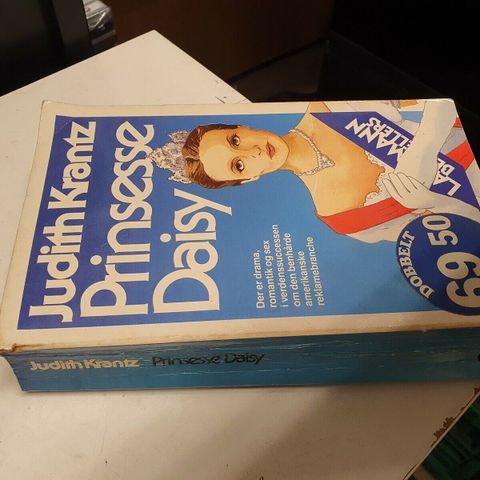 Judith Krantz
Prinsesse
Daisy
Der er drama,
romantik og sex
i verdenssuccessen
om den benhårde
amerikanske
reklamebranche
DOBBELT
69 50
Judith Krantz Prinsesse Daisy